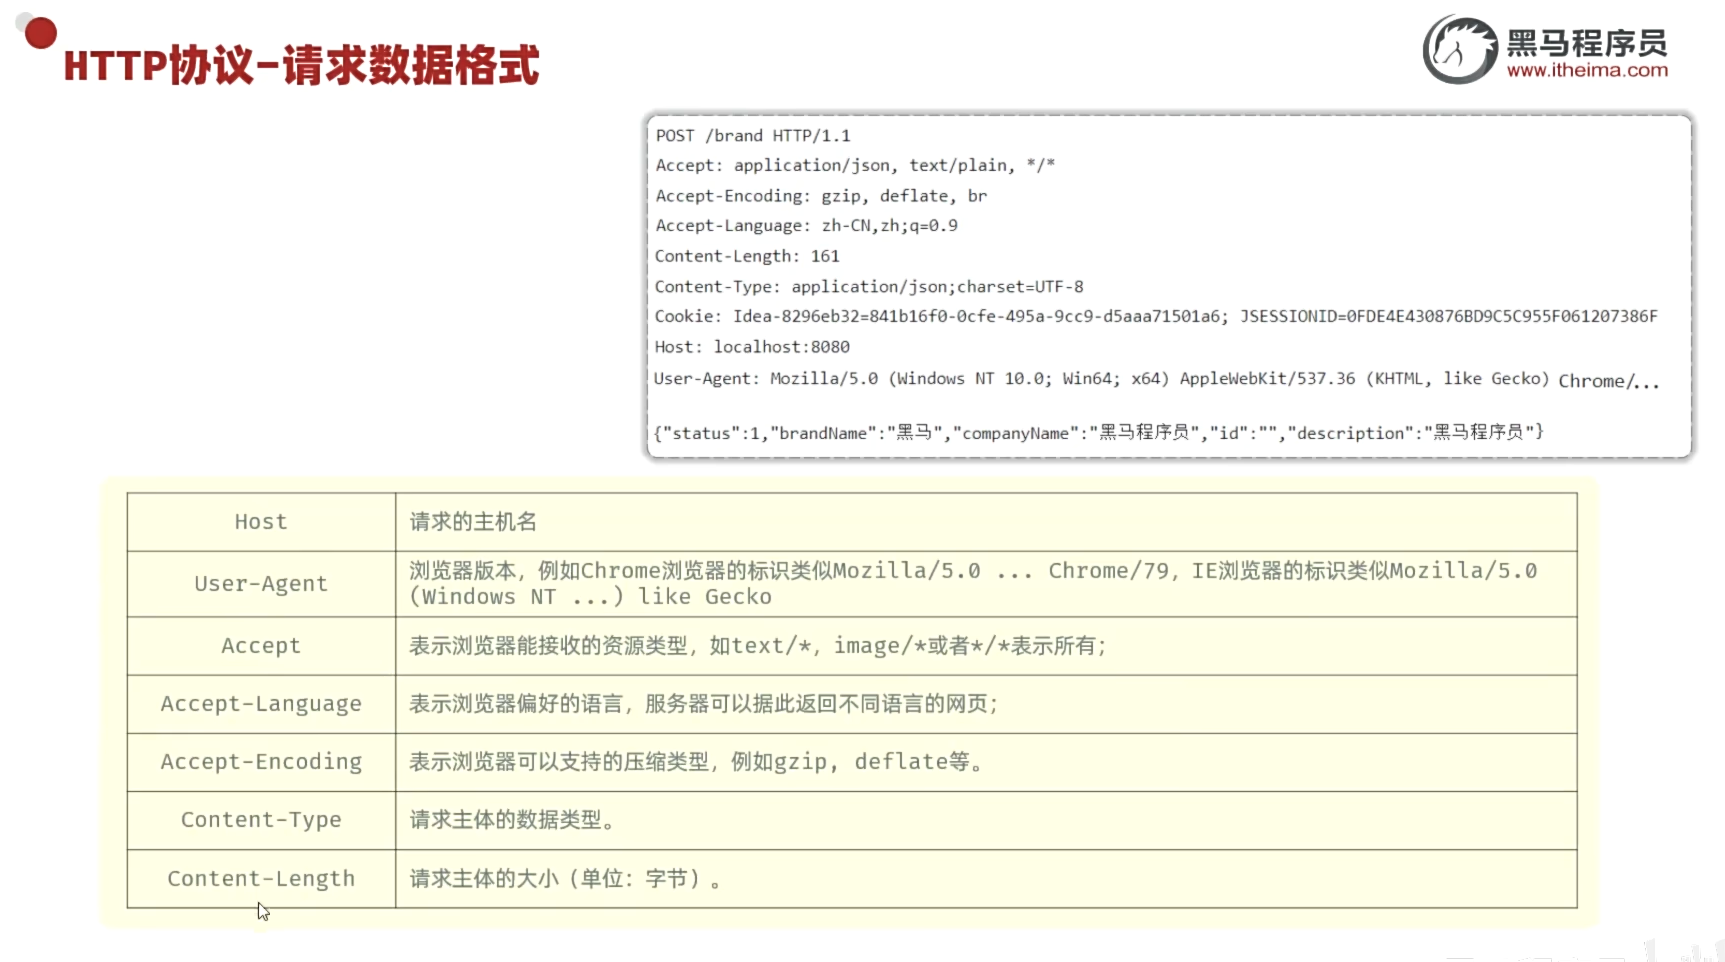 HTTP协议-请求数据格式
黑马程序员
www.itheima.com
POST /brand HTTP/1.1
Accept: application/json, text/plain, */*
Accept-Encoding: gzip, deflate, br
Accept-Language: zh-CN,zh;q=0.9
Content-Length: 161
Content-Type: application/json;charset=UTF-8
Cookie: Idea-8296eb32=841b16f0-0cfe-495a-9cc9-d5aaa71501a6; JSESSIONID=0FDE4E430876BD9C5C955F061207386F
Host: localhost:8080
User-Agent: Mozilla/5.0 (Windows NT 10.0; Win64; x64) AppleWebKit/537.36 (KHTML, like Gecko) Chrome/...
{"status":1,"brandName":"黑马","companyName":"黑马程序员","id":"","description":"黑马程序员"}
Host 请求的主机名
User-Agent 浏览器版本，例如Chrome浏览器的标识类似Mozilla/5.0 ... Chrome/79，IE浏览器的标识类似Mozilla/5.0
(Windows NT ...) like Gecko
Accept 表示浏览器能接收的资源类型，如text/*，image/*或者*/*表示所有；
Accept-Language 表示浏览器偏好的语言，服务器可以据此返回不同语言的网页；
Accept-Encoding 表示浏览器可以支持的压缩类型，例如gzip, deflate等。
Content-Type 请求主体的数据类型。
Content-Length 请求主体的大小（单位：字节）。